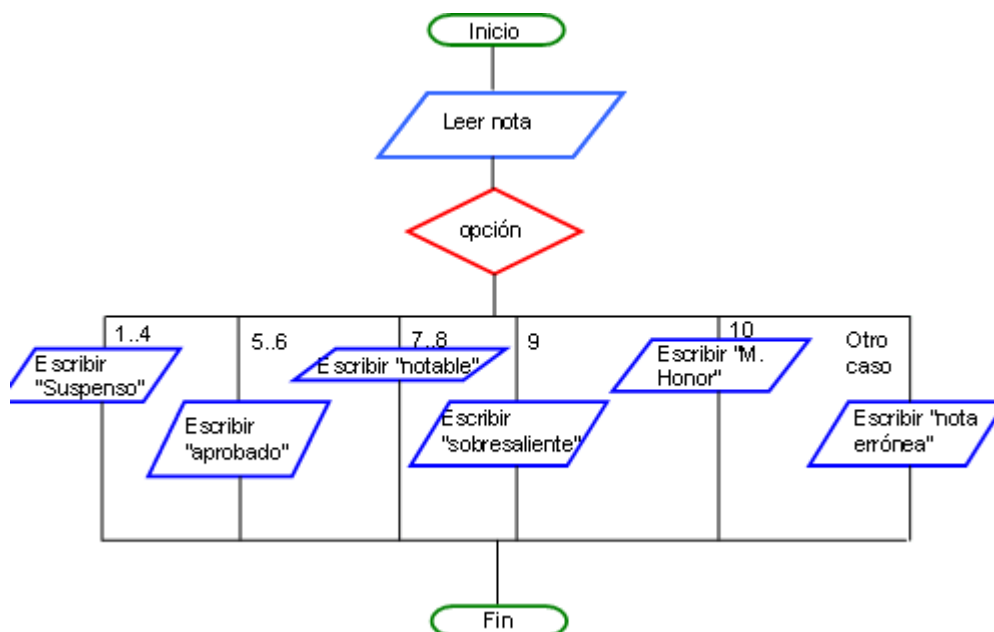 Inicio
Leer nota
opción
1..4
Escribir
"Suspenso"
5..6
Escribir
"aprobado"
7..8
Escribir "notable"
9
Escribir
"sobresaliente"
10
Escribir "M.
Honor"
Otro
caso
Escribir "nota
errónea"
Fin